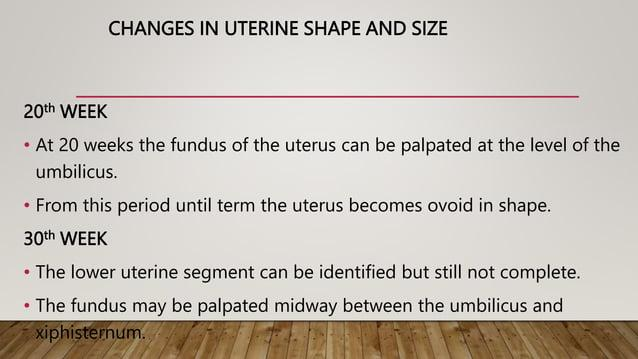 CHANGES IN UTERINE SHAPE AND SIZE
20th WEEK
• At 20 weeks the fundus of the uterus can be palpated at the level of the
umbilicus.
• From this period until term the uterus becomes ovoid in shape.
30th WEEK
• The lower uterine segment can be identified but still not complete.
• The fundus may be palpated midway between the umbilicus and
xiphisternum.